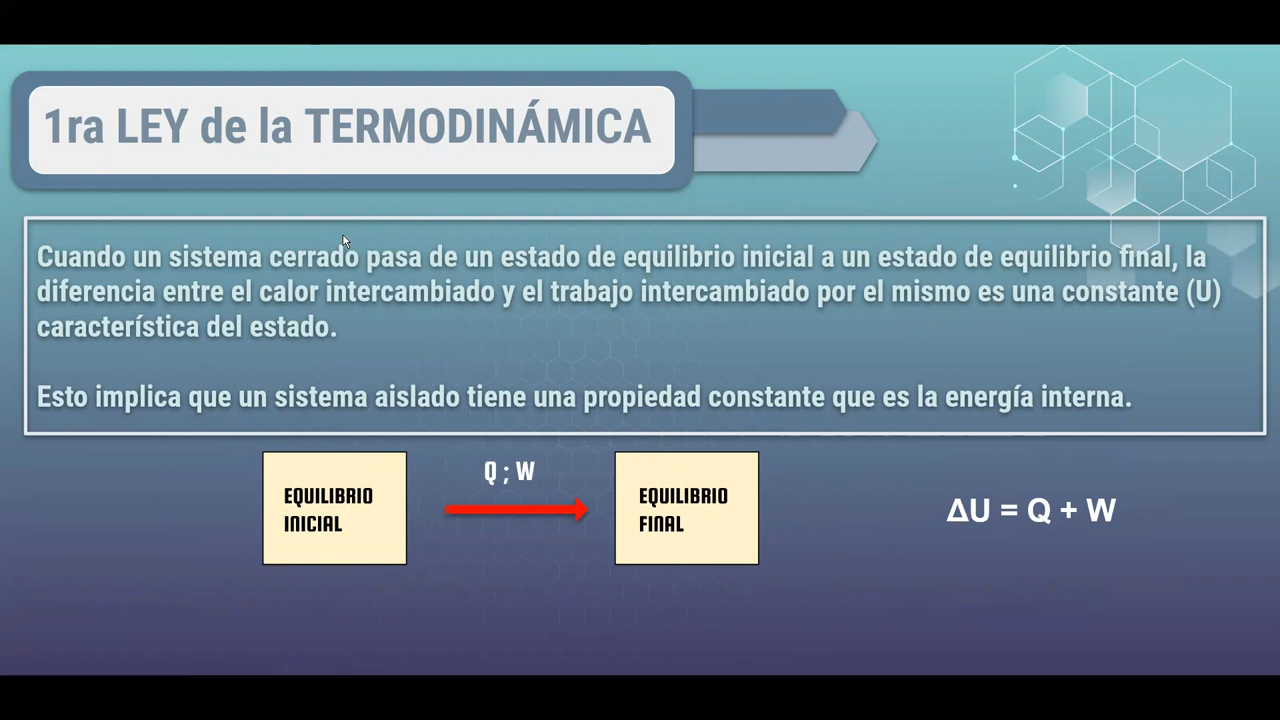 1ra LEY de la TERMODINÁMICA
Cuando un sistema cerrado pasa de un estado de equilibrio inicial a un estado de equilibrio final, la
diferencia entre el calor intercambiado y el trabajo intercambiado por el mismo es una constante (U)
característica del estado.
Esto implica que un sistema aislado tiene una propiedad constante que es la energía interna.
EQUILIBRIO
INICIAL
Q ; W
EQUILIBRIO
FINAL
ΔU = Q + W